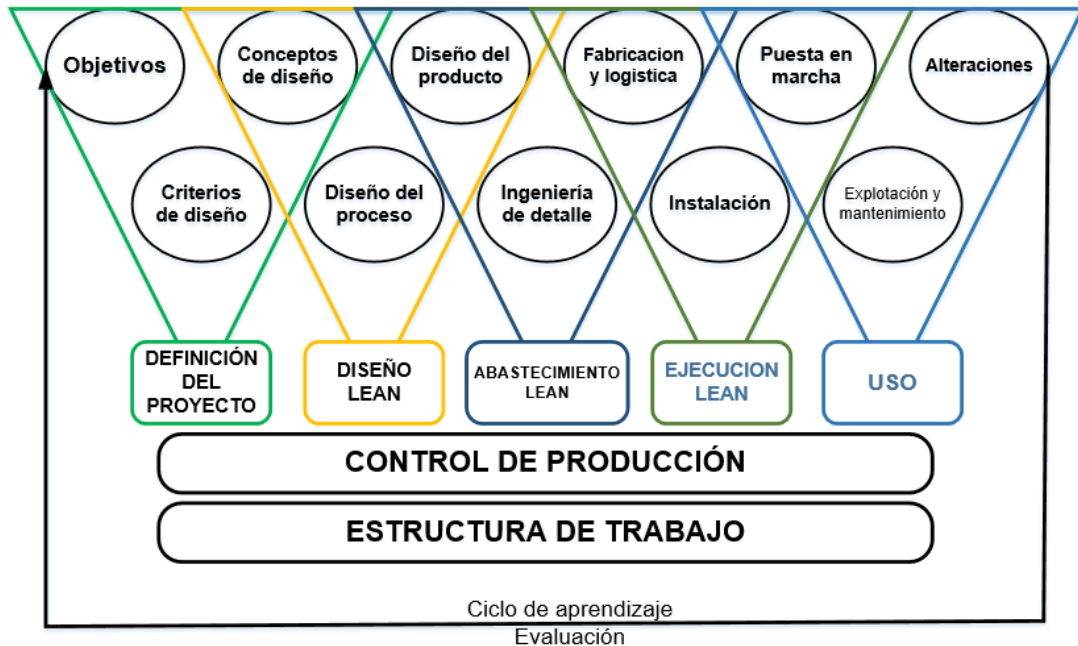 Objetivos
Conceptos
de diseño
Diseño del
producto
Fabricacion
y logistica
Puesta en
marcha
Alteraciones
Criterios
de diseño
Diseño del
proceso
Ingeniería
de detalle
Instalación
Explotación y
mantenimiento
DEFINICIÓN
DEL
PROYECTO
DISEÑO
LEAN
ABASTECIMIENTO
LEAN
EJECUCION
LEAN
USO
CONTROL DE PRODUCCIÓN
ESTRUCTURA DE TRABAJO
Ciclo de aprendizaje
Evaluación